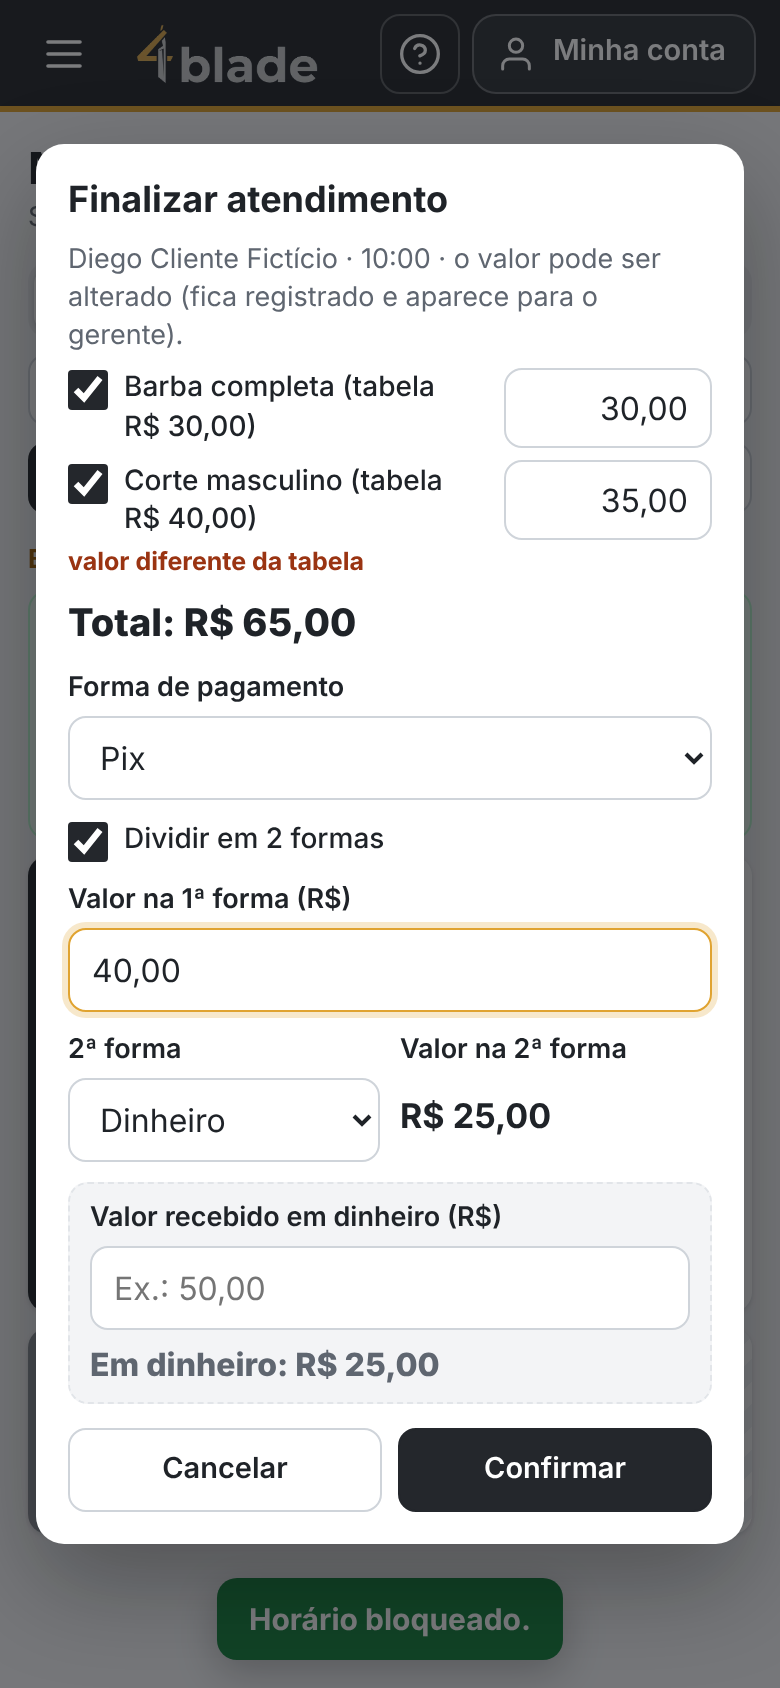 4blade
Minha conta
Finalizar atendimento
Diego Cliente Fictício · 10:00 · o valor pode ser
alterado (fica registrado e aparece para o
gerente).
Barba completa (tabela
R$ 30,00)
30,00
Corte masculino (tabela
R$ 40,00)
35,00
valor diferente da tabela
Total: R$ 65,00
Forma de pagamento
Pix
Dividir em 2 formas
Valor na 1ª forma (R$)
40,00
2ª forma
Valor na 2ª forma
Dinheiro
R$ 25,00
Valor recebido em dinheiro (R$)
Ex.: 50,00
Em dinheiro: R$ 25,00
Cancelar
Confirmar
Horário bloqueado.